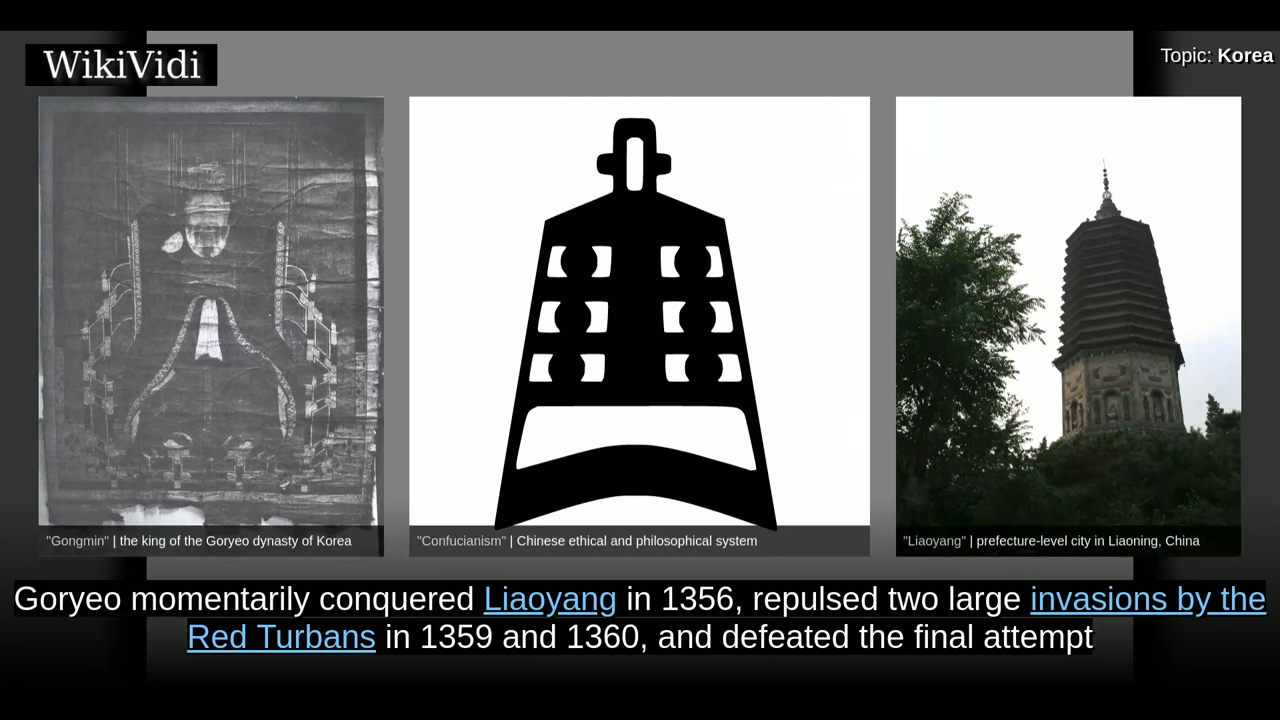 WikiVidi
Topic: Korea
"Gongmin" | the king of the Goryeo dynasty of Korea
"Confucianism" | Chinese ethical and philosophical system
"Liaoyang" | prefecture-level city in Liaoning, China
Goryeo momentarily conquered Liaoyang in 1356, repulsed two large invasions by the
Red Turbans in 1359 and 1360, and defeated the final attempt